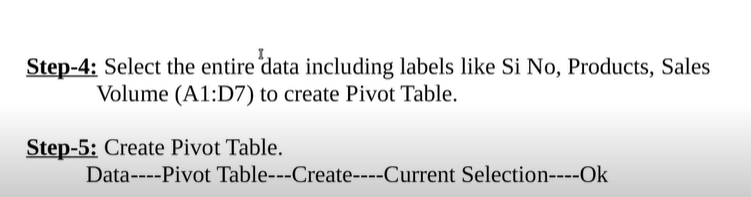 Step-4: Select the entire data including labels like Si No, Products, Sales
Volume (A1:D7) to create Pivot Table.
Step-5: Create Pivot Table.
Data----Pivot Table---Create----Current Selection----Ok